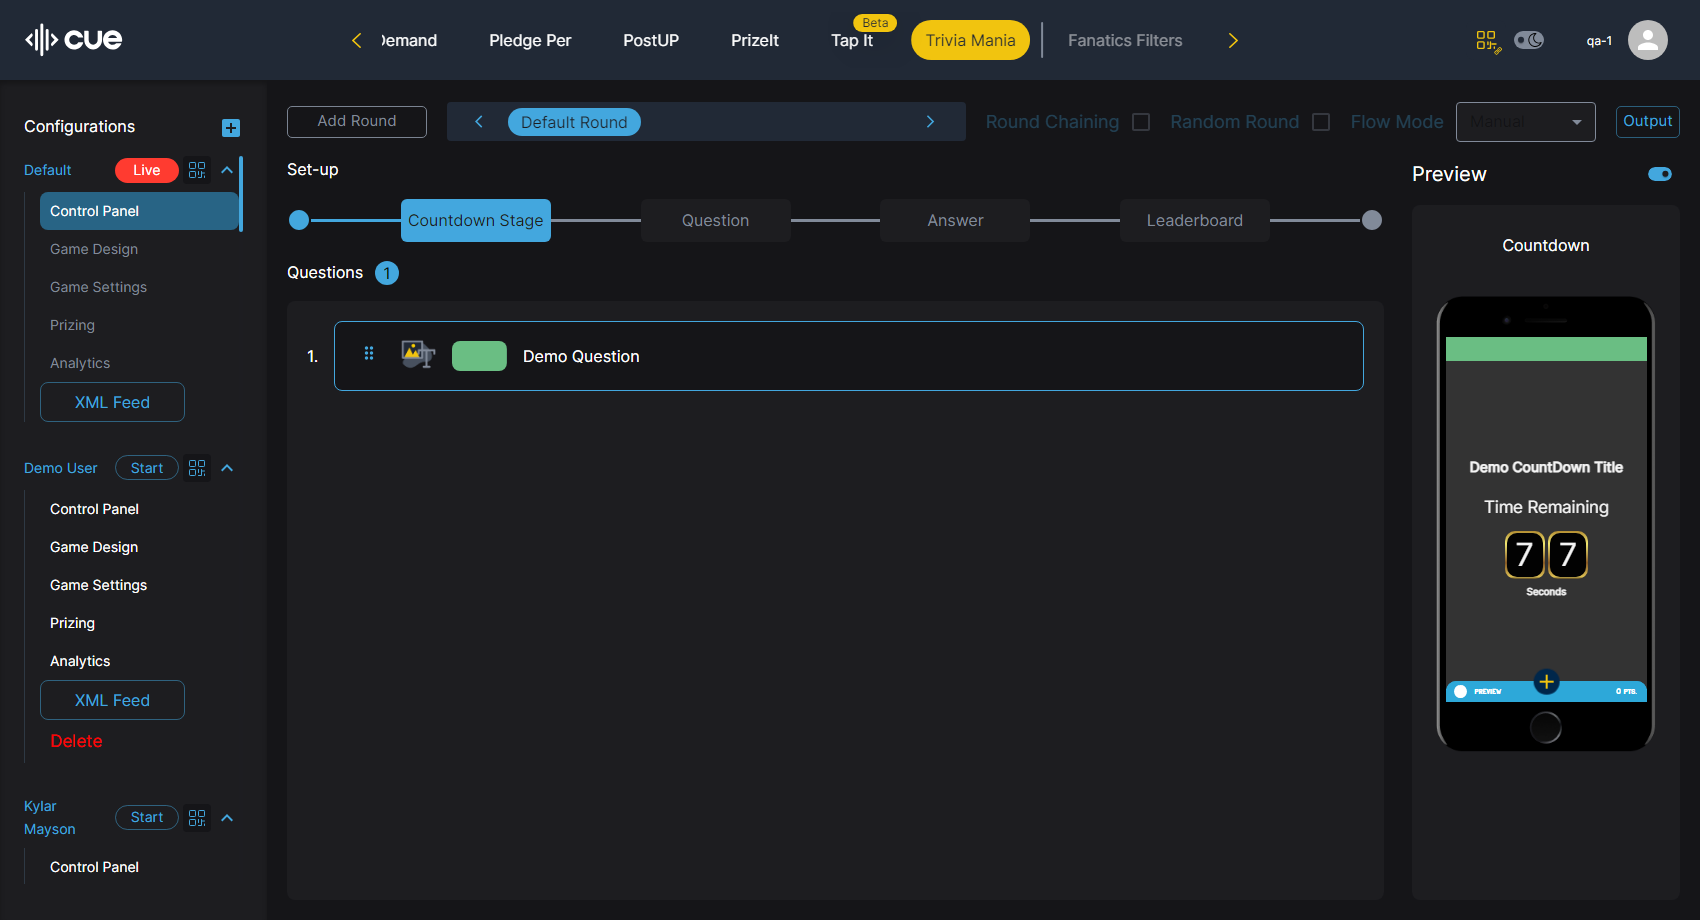 cue
Demand
Pledge Per
PostUP
PrizeIt
Tap It
Beta
Trivia Mania
Fanatics Filters
qa-1
Configurations
Default
Live
Control Panel
Game Design
Game Settings
Prizing
Analytics
XML Feed
Demo User
Start
Control Panel
Game Design
Game Settings
Prizing
Analytics
XML Feed
Delete
Kylar
Mayson
Start
Control Panel
Add Round
Default Round
Round Chaining
Random Round
Flow Mode
Manual
Output
Set-up
Countdown Stage
Question
Answer
Leaderboard
Questions 1
1.
Demo Question
Preview
Countdown
Demo CountDown Title
Time Remaining
7 7
Seconds
PREVIEW
0 PTS.